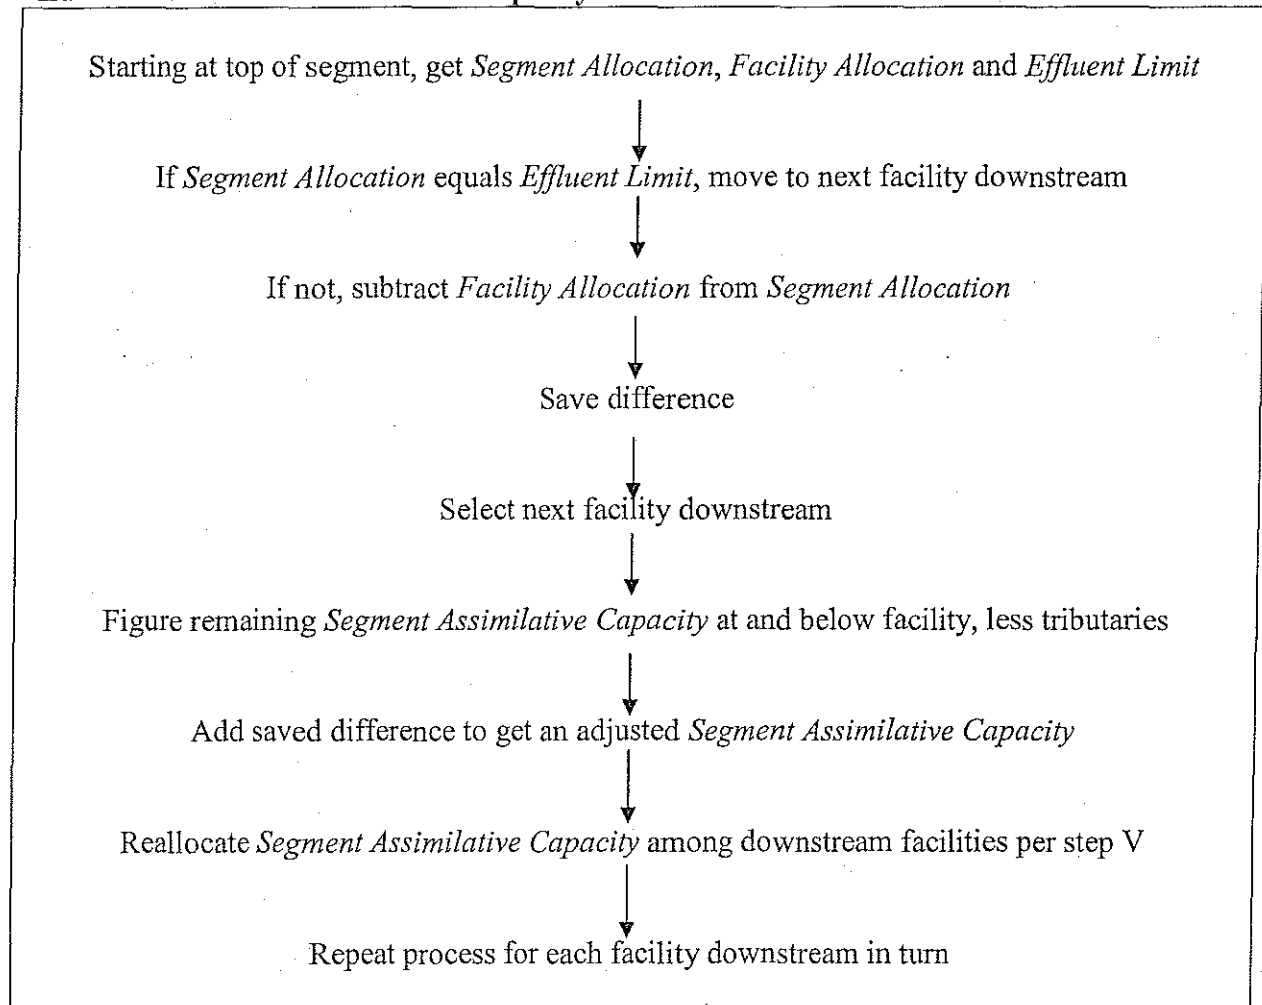 Starting at top of segment, get Segment Allocation, Facility Allocation and Effluent Limit
If Segment Allocation equals Effluent Limit, move to next facility downstream
If not, subtract Facility Allocation from Segment Allocation
Save difference
Select next facility downstream
Figure remaining Segment Assimilative Capacity at and below facility, less tributaries
Add saved difference to get an adjusted Segment Assimilative Capacity
Reallocate Segment Assimilative Capacity among downstream facilities per step V
Repeat process for each facility downstream in turn